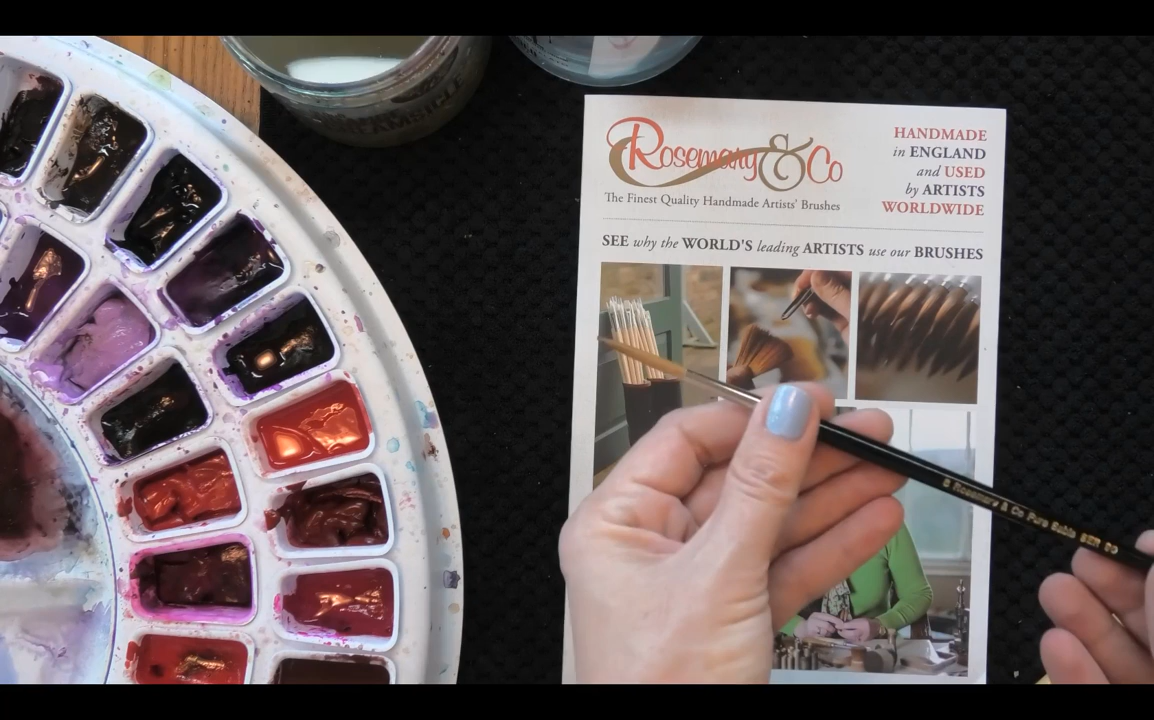 Rosemary & Co
The Finest Quality Handmade Artists' Brushes
HANDMADE
in ENGLAND
and USED
by ARTISTS
WORLDWIDE
SEE why the WORLD'S leading ARTISTS use our BRUSHES
Rosemary & Co Pure Sable SER